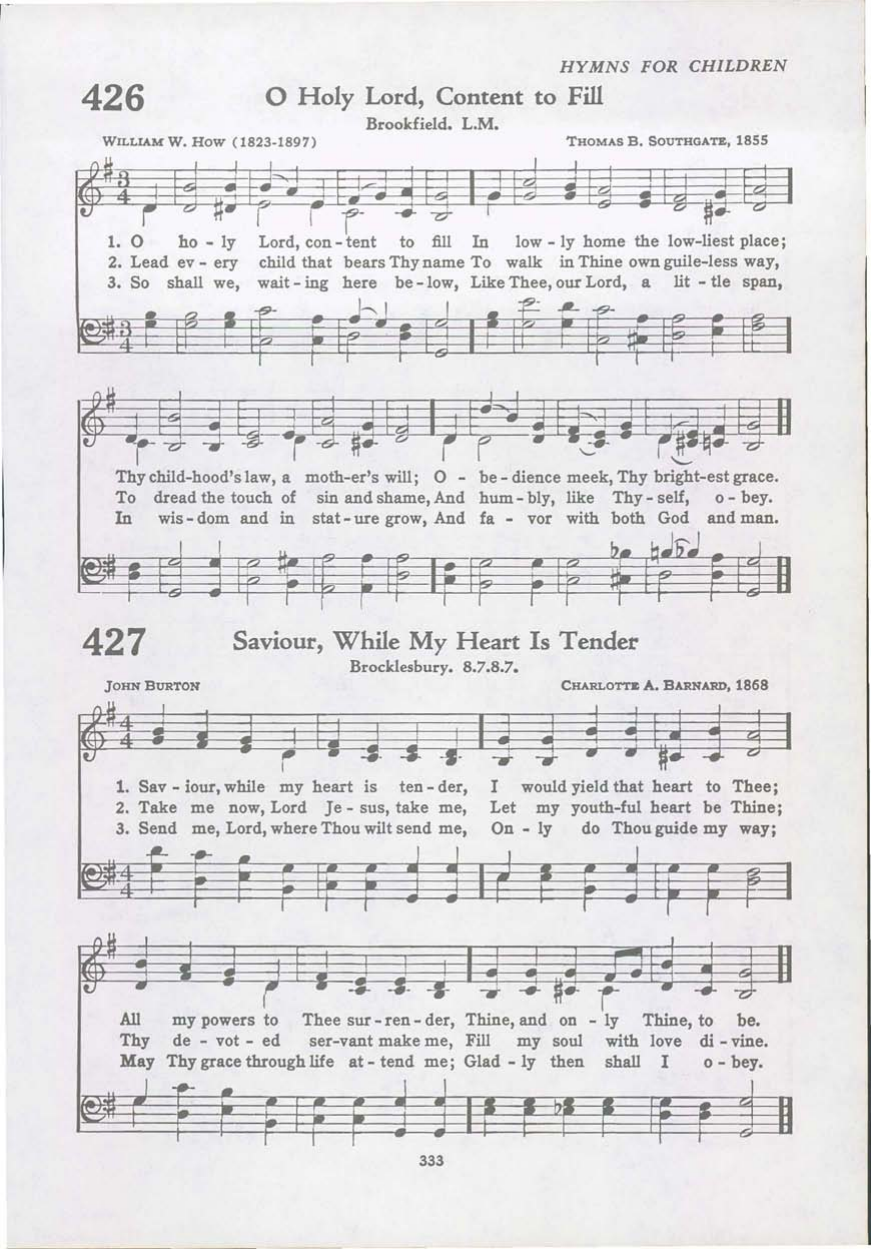 HYMNS FOR CHILDREN
426 O Holy Lord, Content to Fill
Brookfield. L.M.
WILLIAM W. HOW (1823-1897) THOMAS B. SOUTHGATE, 1855
1. O ho - ly Lord, con - tent to fill In low - ly home the low-liest place;
2. Lead ev - ery child that bears Thy name To walk in Thine own guile-less way,
3. So shall we, wait - ing here be - low, Like Thee, our Lord, a lit - tle span,
Thy child-hood's law, a moth-er's will; O - be - dience meek, Thy bright-est grace.
To dread the touch of sin and shame, And hum - bly, like Thy - self, o - bey.
In wis - dom and in stat - ure grow, And fa - vor with both God and man.
427 Saviour, While My Heart Is Tender
Brocklesbury. 8.7.8.7.
JOHN BURTON CHARLOTTE A. BARNARD, 1868
1. Sav - iour, while my heart is ten - der, I would yield that heart to Thee;
2. Take me now, Lord Je - sus, take me, Let my youth-ful heart be Thine;
3. Send me, Lord, where Thou wilt send me, On - ly do Thou guide my way;
All my powers to Thee sur - ren - der, Thine, and on - ly Thine, to be.
Thy de - vot - ed ser-vant make me, Fill my soul with love di - vine.
May Thy grace through life at - tend me; Glad - ly then shall I o - bey.
333